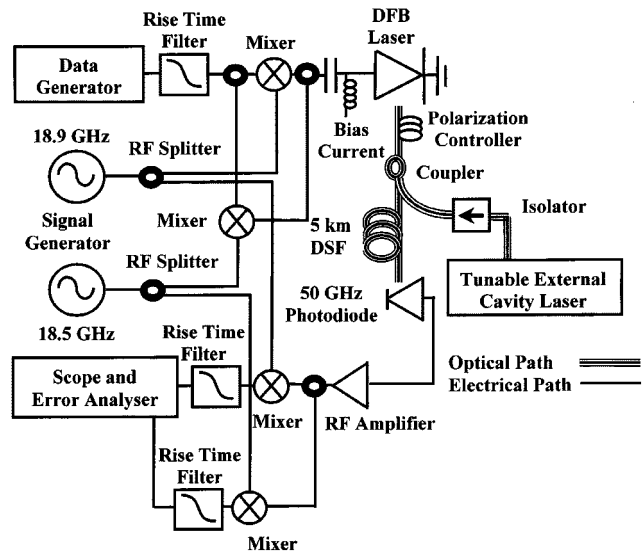 Rise Time
Filter
Mixer
DFB
Laser
Data
Generator
Bias
Current
Polarization
Controller
18.9 GHz
RF Splitter
Coupler
Signal
Generator
Mixer
5 km
DSF
Isolator
RF Splitter
18.5 GHz
50 GHz
Photodiode
Tunable External
Cavity Laser
Rise Time
Filter
Scope and
Error Analyser
Mixer
RF Amplifier
Optical Path
Electrical Path
Rise Time
Filter
Mixer